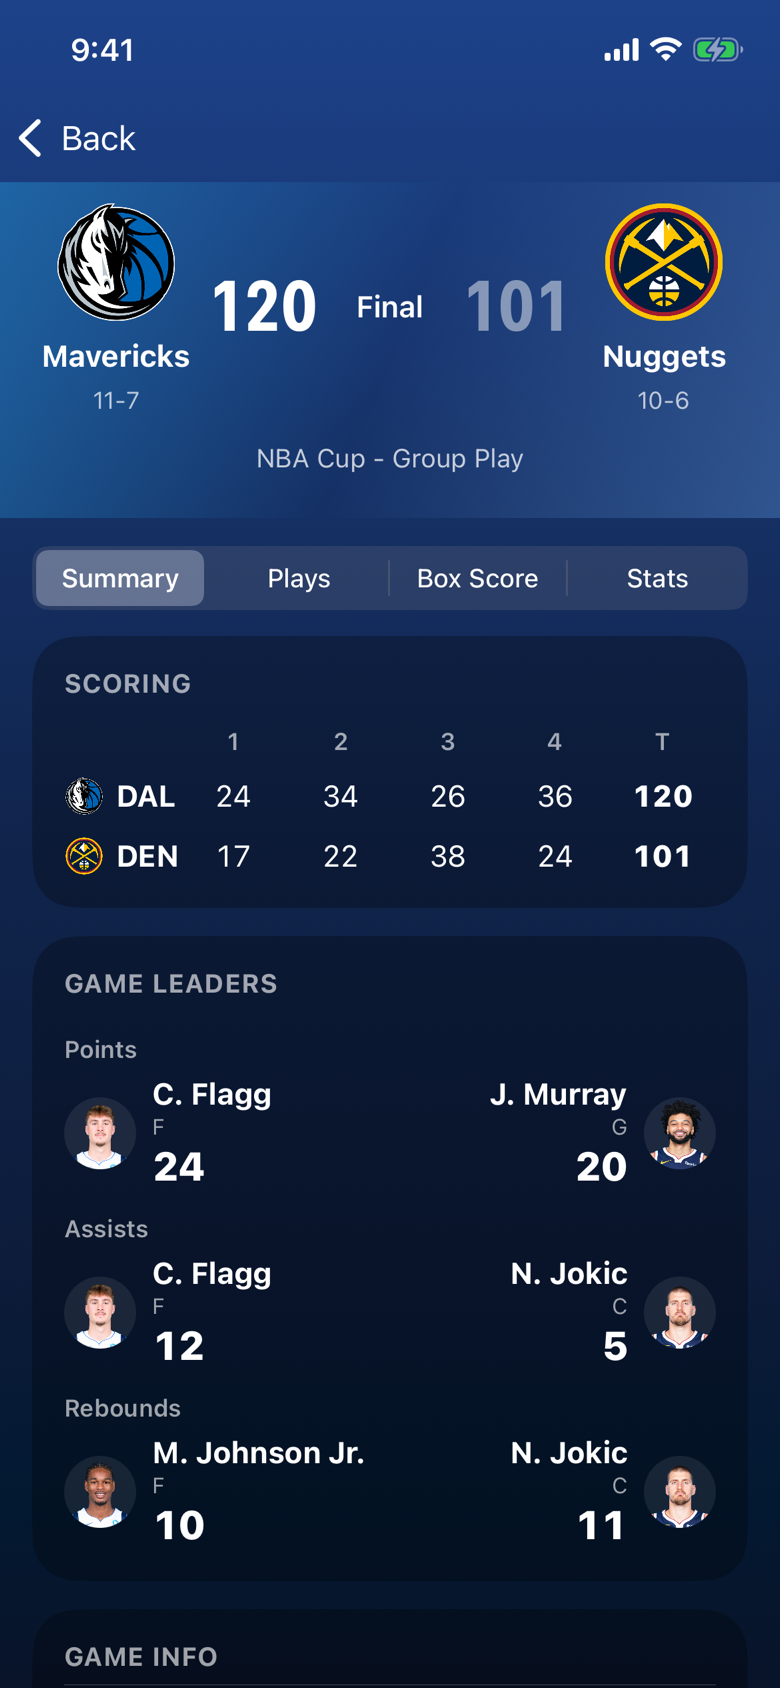 9:41
Back
120 Final 101
Mavericks Nuggets
11-7 10-6
NBA Cup - Group Play
Summary Plays Box Score Stats
SCORING
1 2 3 4 T
DAL 24 34 26 36 120
DEN 17 22 38 24 101
GAME LEADERS
Points
C. Flagg J. Murray
F G
24 20
Assists
C. Flagg N. Jokic
F C
12 5
Rebounds
M. Johnson Jr. N. Jokic
F C
10 11
GAME INFO